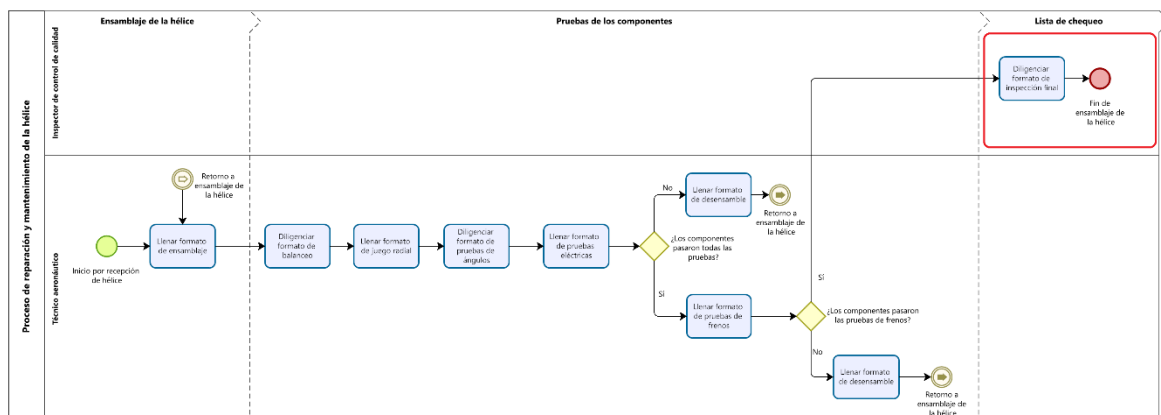 Proceso de reparación y mantenimiento de la hélice
Ensamblaje de la hélice
Pruebas de los componentes
Lista de chequeo
Inspector de control de calidad
Diligenciar
formato de
inspección final
Fin de
ensamblaje de
la hélice
Técnico aeronáutico
Retorno a
ensamblaje de
la hélice
Inicio por recepción
de hélice
Llenar formato
de ensamblaje
Diligenciar
formato de
balanceo
Llenar formato
de juego radial
Diligenciar
formato de
pruebas de
ángulos
Llenar formato
de pruebas
eléctricas
¿Los componentes
pasaron todas las
pruebas?
No
Llenar formato
de desensamble
Retorno a
ensamblaje de
la hélice
Sí
Llenar formato
de pruebas de
frenos
¿Los componentes pasaron
las pruebas de frenos?
Sí
No
Llenar formato
de desensamble
Retorno a
ensamblaje de
la hélice